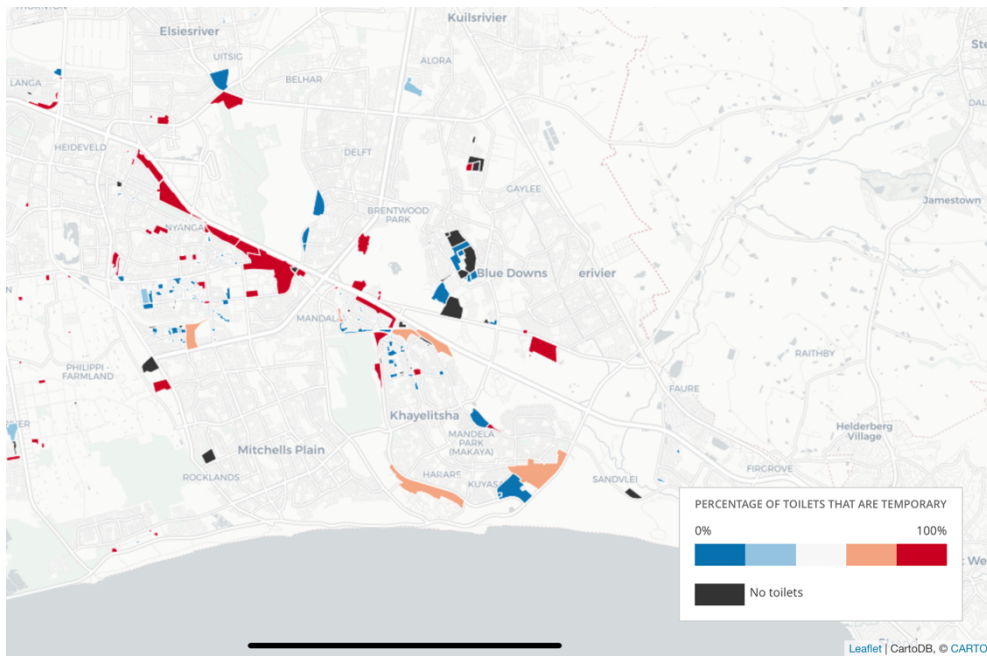 Kuilsrivier
Elsiesriver
UITSIG
ALORA
LANGA
BELHAR
HEIDEVELD
DELFT
GAYLEE
Jamestown
BRENTWOOD
PARK
NYANGA
Blue Downs
erivier
MANDAL
RAITHBY
PHILIPPI -
FARMLAND
FAURE
Khayelitsha
Helderberg
Village
MANDELA
PARK
(MAKAYA)
Mitchells Plain
FIRGROVE
ROCKLANDS
HARARE
KUYASA
SANDVLEI
PERCENTAGE OF TOILETS THAT ARE TEMPORARY
0% 100%
No toilets
Leaflet | CartoDB, © CARTO